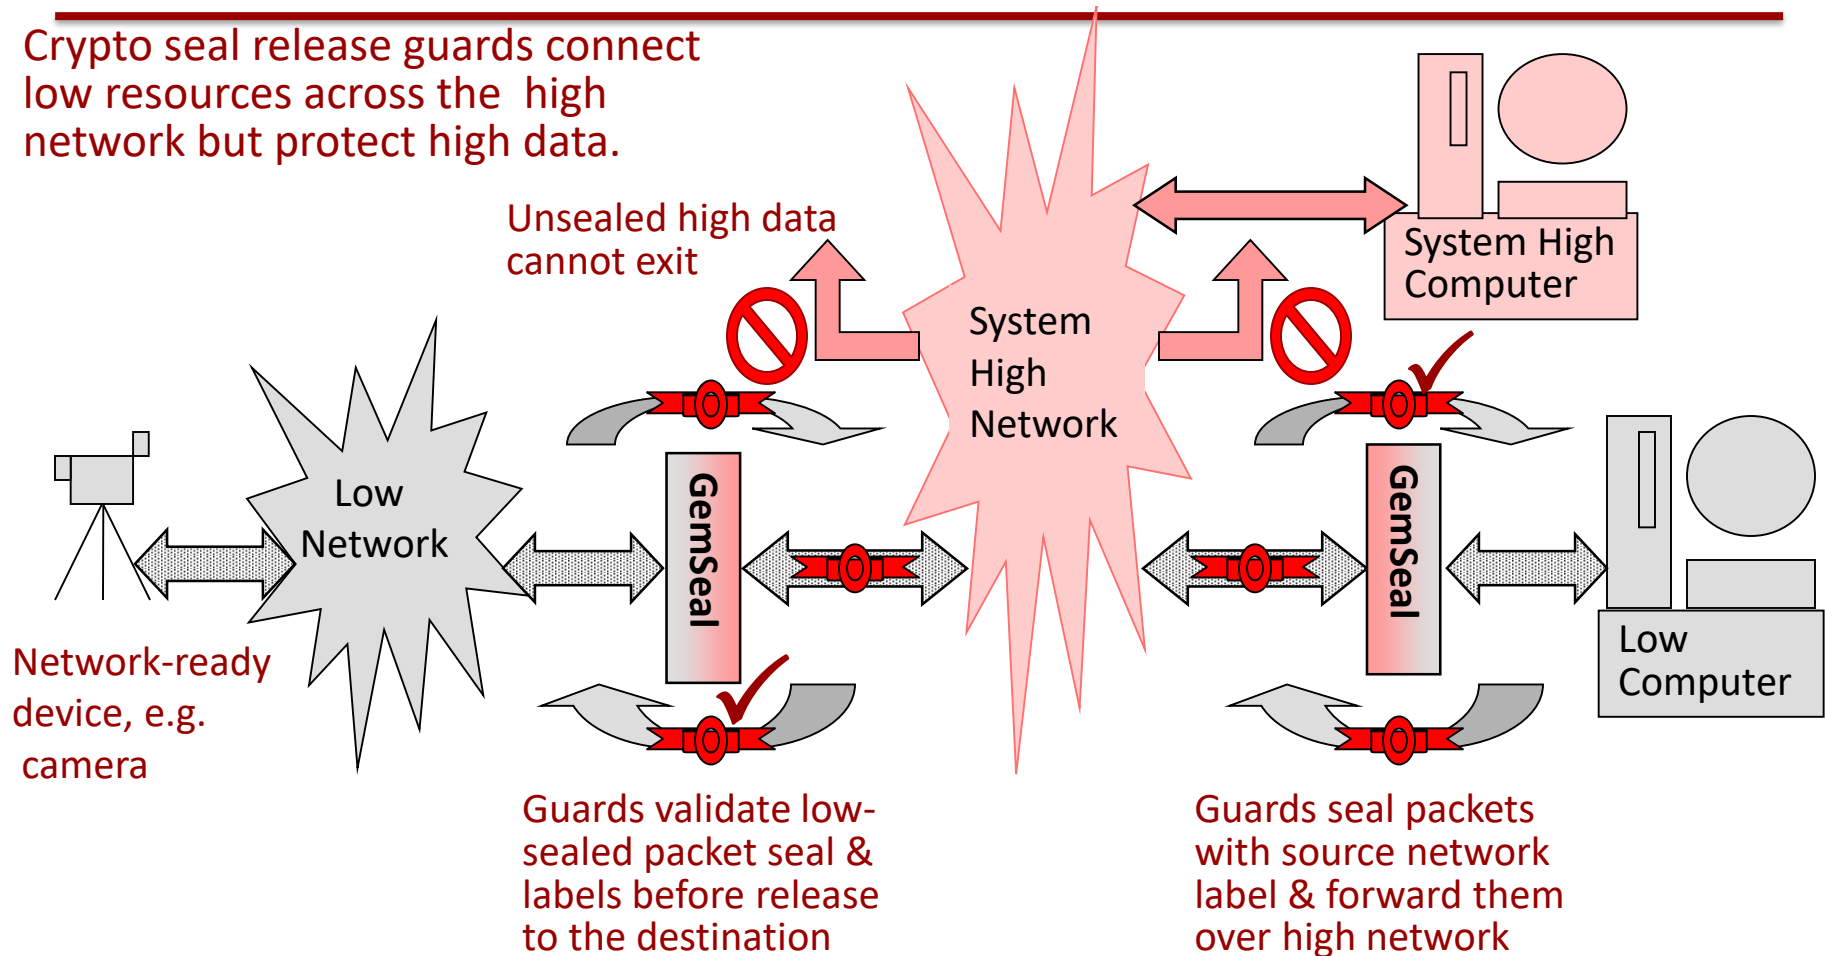 Crypto seal release guards connect
low resources across the high
network but protect high data.
Unsealed high data
cannot exit
System High
Computer
System
High
Network
Low
Network
GemSeal
GemSeal
Low
Computer
Network-ready
device, e.g.
camera
Guards validate low-
sealed packet seal &
labels before release
to the destination
Guards seal packets
with source network
label & forward them
over high network